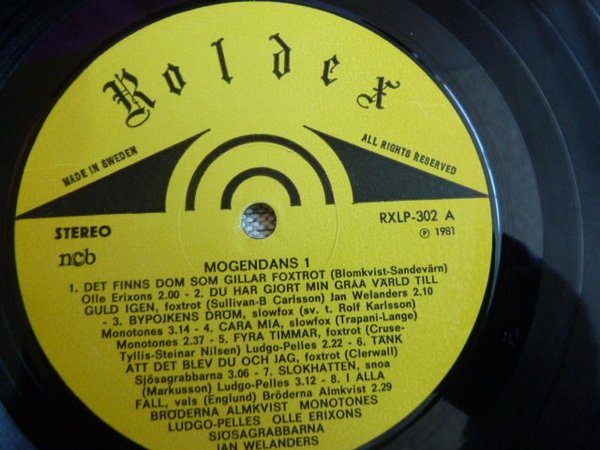 Roldex
MADE IN SWEDEN
ALL RIGHTS RESERVED
STEREO
RXLP-302 A
ncb
Ⓟ 1981
MOGENDANS 1
1. DET FINNS DOM SOM GILLAR FOXTROT (Blomkvist-Sandevärn)
Olle Erixons 2.00 - 2. DU HAR GJORT MIN GRÅA VÄRLD TILL
GULD IGEN, foxtrot (Sullivan-B Carlsson) Jan Welanders 2.10
- 3. BYPOJKENS DRÖM, slowfox (sv. t. Rolf Karlsson)
Monotones 3.14 - 4. CARA MIA, slowfox (Trapani-Lange)
Monotones 2.37 - 5. FYRA TIMMAR, foxtrot (Cruse-
Tyllis-Steinar Nilsen) Ludgo-Pelles 2.22 - 6. TÄNK
ATT DET BLEV DU OCH JAG, foxtrot (Clerwall)
Sjösagrabbarna 3.06 - 7. SLOKHATTEN, snoa
(Markusson) Ludgo-Pelles 3.12 - 8. I ALLA
FALL, vals (Englund) Bröderna Almkvist 2.29
BRÖDERNA ALMKVIST MONOTONES
LUDGO-PELLES OLLE ERIXONS
SJÖSAGRABBARNA
JAN WELANDERS